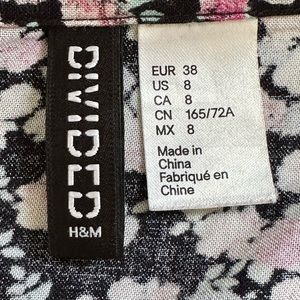 DIVIDED
H&M
EUR 38
US 8
CA 8
CN 165/72A
MX 8
Made in
China
Fabriqué en
Chine